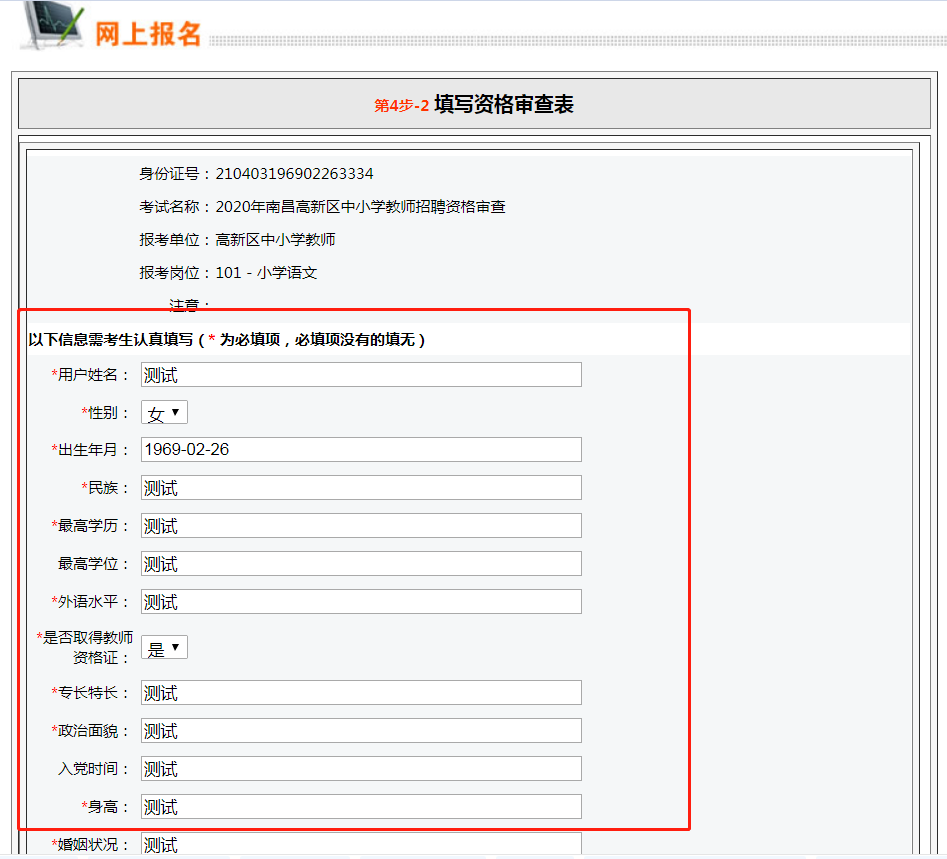 网上报名
第4步-2 填写资格审查表
身份证号：210403196902263334
考试名称：2020年南昌高新区中小学教师招聘资格审查
报考单位：高新区中小学教师
报考岗位：101 - 小学语文
注意：
以下信息需考生认真填写 ( * 为必填项，必填项没有的填无 )
*用户姓名： 测试
*性别： 女
*出生年月： 1969-02-26
*民族： 测试
*最高学历： 测试
最高学位： 测试
*外语水平： 测试
*是否取得教师
资格证： 是
*专长特长： 测试
*政治面貌： 测试
入党时间： 测试
*身高： 测试
*婚姻状况： 测试